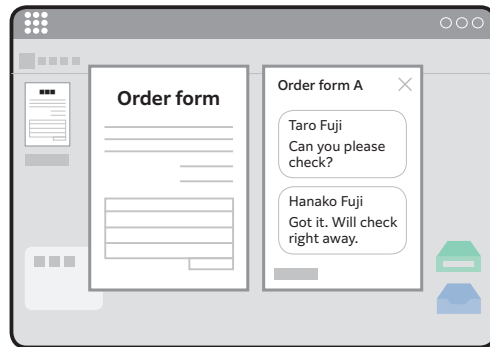 Order form
Order form A
Taro Fuji
Can you please
check?
Hanako Fuji
Got it. Will check
right away.